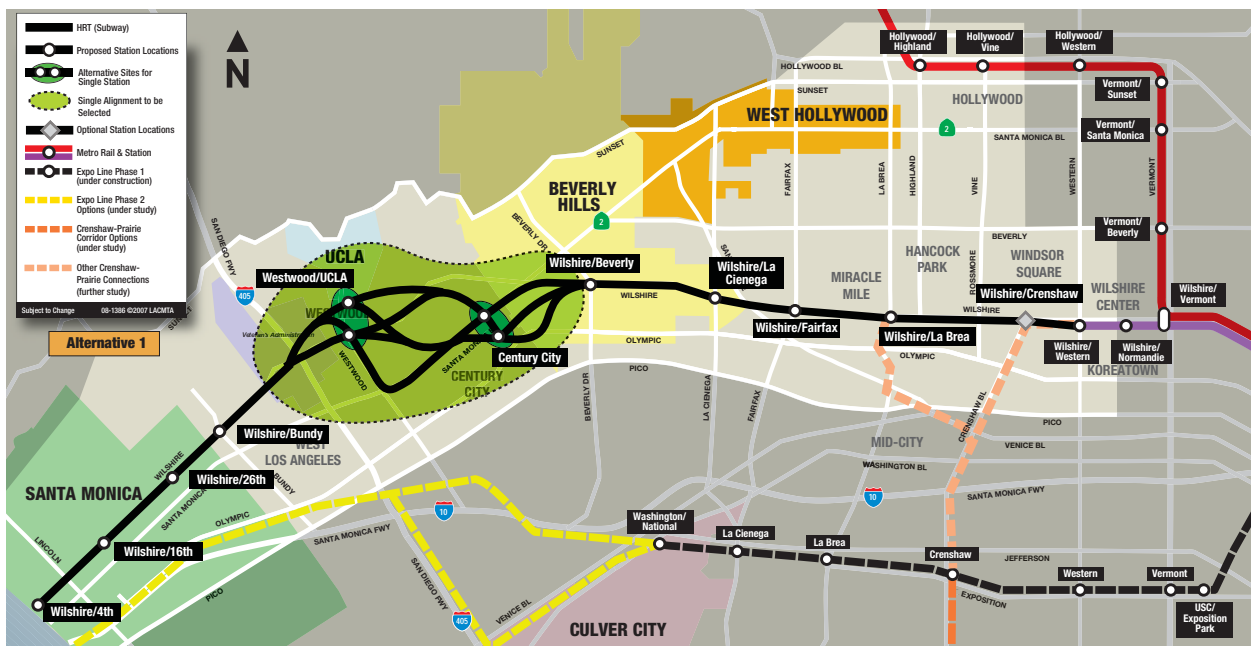 HRT (Subway)
Proposed Station Locations
Alternative Sites for
Single Station
Single Alignment to be
Selected
Optional Station Locations
Metro Rail & Station
Expo Line Phase 1
(under construction)
Expo Line Phase 2
Options (under study)
Crenshaw-Prairie
Corridor Options
(under study)
Other Crenshaw-
Prairie Connections
(further study)
Subject to Change 08-1386 ©2007 LACMTA
Alternative 1
N
Hollywood/
Highland
Hollywood/
Vine
Hollywood/
Western
HOLLYWOOD BL
SUNSET
Vermont/
Sunset
HOLLYWOOD
WEST HOLLYWOOD
2
SANTA MONICA BL
Vermont/
Santa Monica
SUNSET
FAIRFAX
LA BREA
HIGHLAND
VINE
WESTERN
VERMONT
BEVERLY
HILLS
2
BEVERLY DR
SAN DIEGO FWY
UCLA
BEVERLY
Vermont/
Beverly
HANCOCK
PARK
WINDSOR
SQUARE
ROSSMORE
Wilshire/Beverly
Wilshire/La
Cienega
MIRACLE
MILE
Westwood/UCLA
WESTWOOD
405
SUNSET
WILSHIRE
Wilshire/Crenshaw
WILSHIRE
CENTER
Wilshire/
Vermont
WILSHIRE
Veteran's Administration
Wilshire/Fairfax
Wilshire/La Brea
Wilshire/
Western
Wilshire/
Normandie
KOREATOWN
OLYMPIC
OLYMPIC
SANTA MONICA
Century City
CENTURY
CITY
WESTWOOD
PICO
BEVERLY DR
LA CIENEGA
FAIRFAX
CRENSHAW BL
PICO
Wilshire/Bundy
WEST
LOS ANGELES
MID-CITY
VENICE BL
WASHINGTON BL
WILSHIRE
Wilshire/26th
BUNDY
SANTA MONICA
SANTA MONICA
10
SANTA MONICA FWY
10
OLYMPIC
SANTA MONICA FWY
LINCOLN
Wilshire/16th
Washington/
National
La Cienega
La Brea
Crenshaw
JEFFERSON
Western
Vermont
EXPOSITION
USC/
Exposition
Park
SAN DIEGO FWY
PICO
Wilshire/4th
VENICE BL
405
CULVER CITY